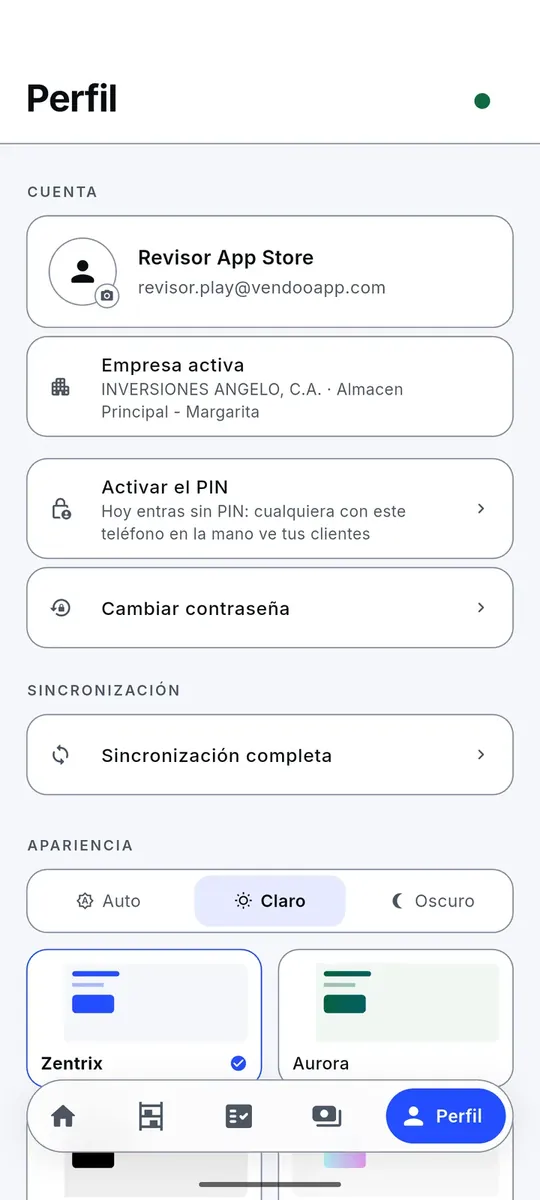 Perfil
CUENTA
Revisor App Store
revisor.play@vendooapp.com
Empresa activa
INVERSIONES ANGELO, C.A. · Almacen
Principal - Margarita
Activar el PIN
Hoy entras sin PIN: cualquiera con este
teléfono en la mano ve tus clientes
Cambiar contraseña
SINCRONIZACIÓN
Sincronización completa
APARIENCIA
Auto
Claro
Oscuro
Zentrix
Aurora
Perfil